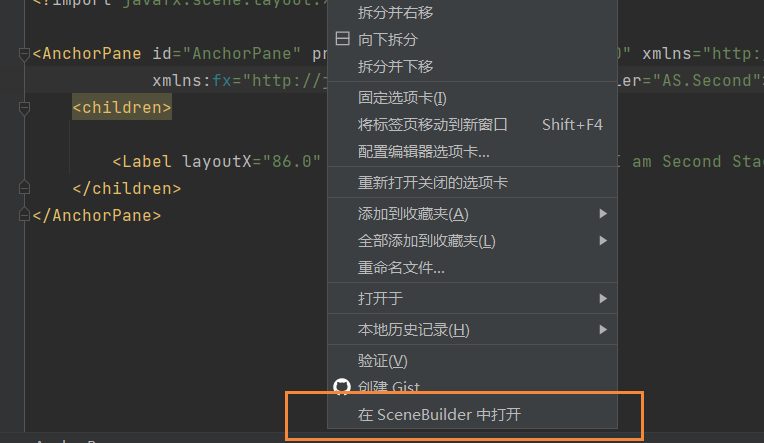 <?import javafx.scene.layout.
拆分并右移
向下拆分
<AnchorPane id="AnchorPane" pr 0" xmlns="http:
拆分并下移
xmlns:fx="http://j ler="AS.Second"
固定选项卡(I)
<children>
将标签页移动到新窗口 Shift+F4
配置编辑器选项卡...
<Label layoutX="86.0" I am Second Sta
重新打开关闭的选项卡
</children>
添加到收藏夹(A)
</AnchorPane>
全部添加到收藏夹(L)
重命名文件...
打开于
本地历史记录(H)
验证(V)
创建 Gist
在 SceneBuilder 中打开